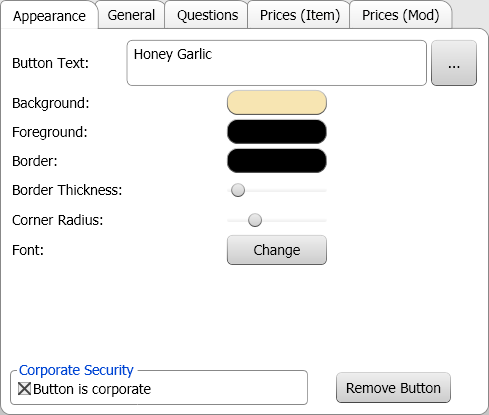 Appearance General Questions Prices (Item) Prices (Mod)
Button Text: Honey Garlic ...
Background:
Foreground:
Border:
Border Thickness:
Corner Radius:
Font: Change
Corporate Security
Button is corporate Remove Button